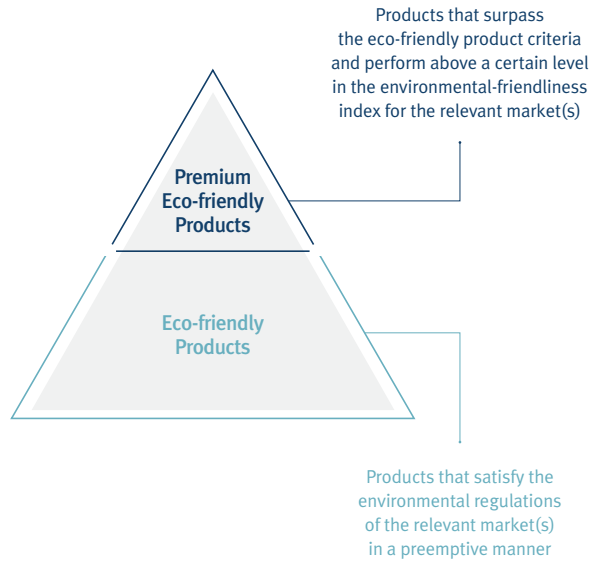 Products that surpass
the eco-friendly product criteria
and perform above a certain level
in the environmental-friendliness
index for the relevant market(s)
Premium
Eco-friendly
Products
Eco-friendly
Products
Products that satisfy the
environmental regulations
of the relevant market(s)
in a preemptive manner